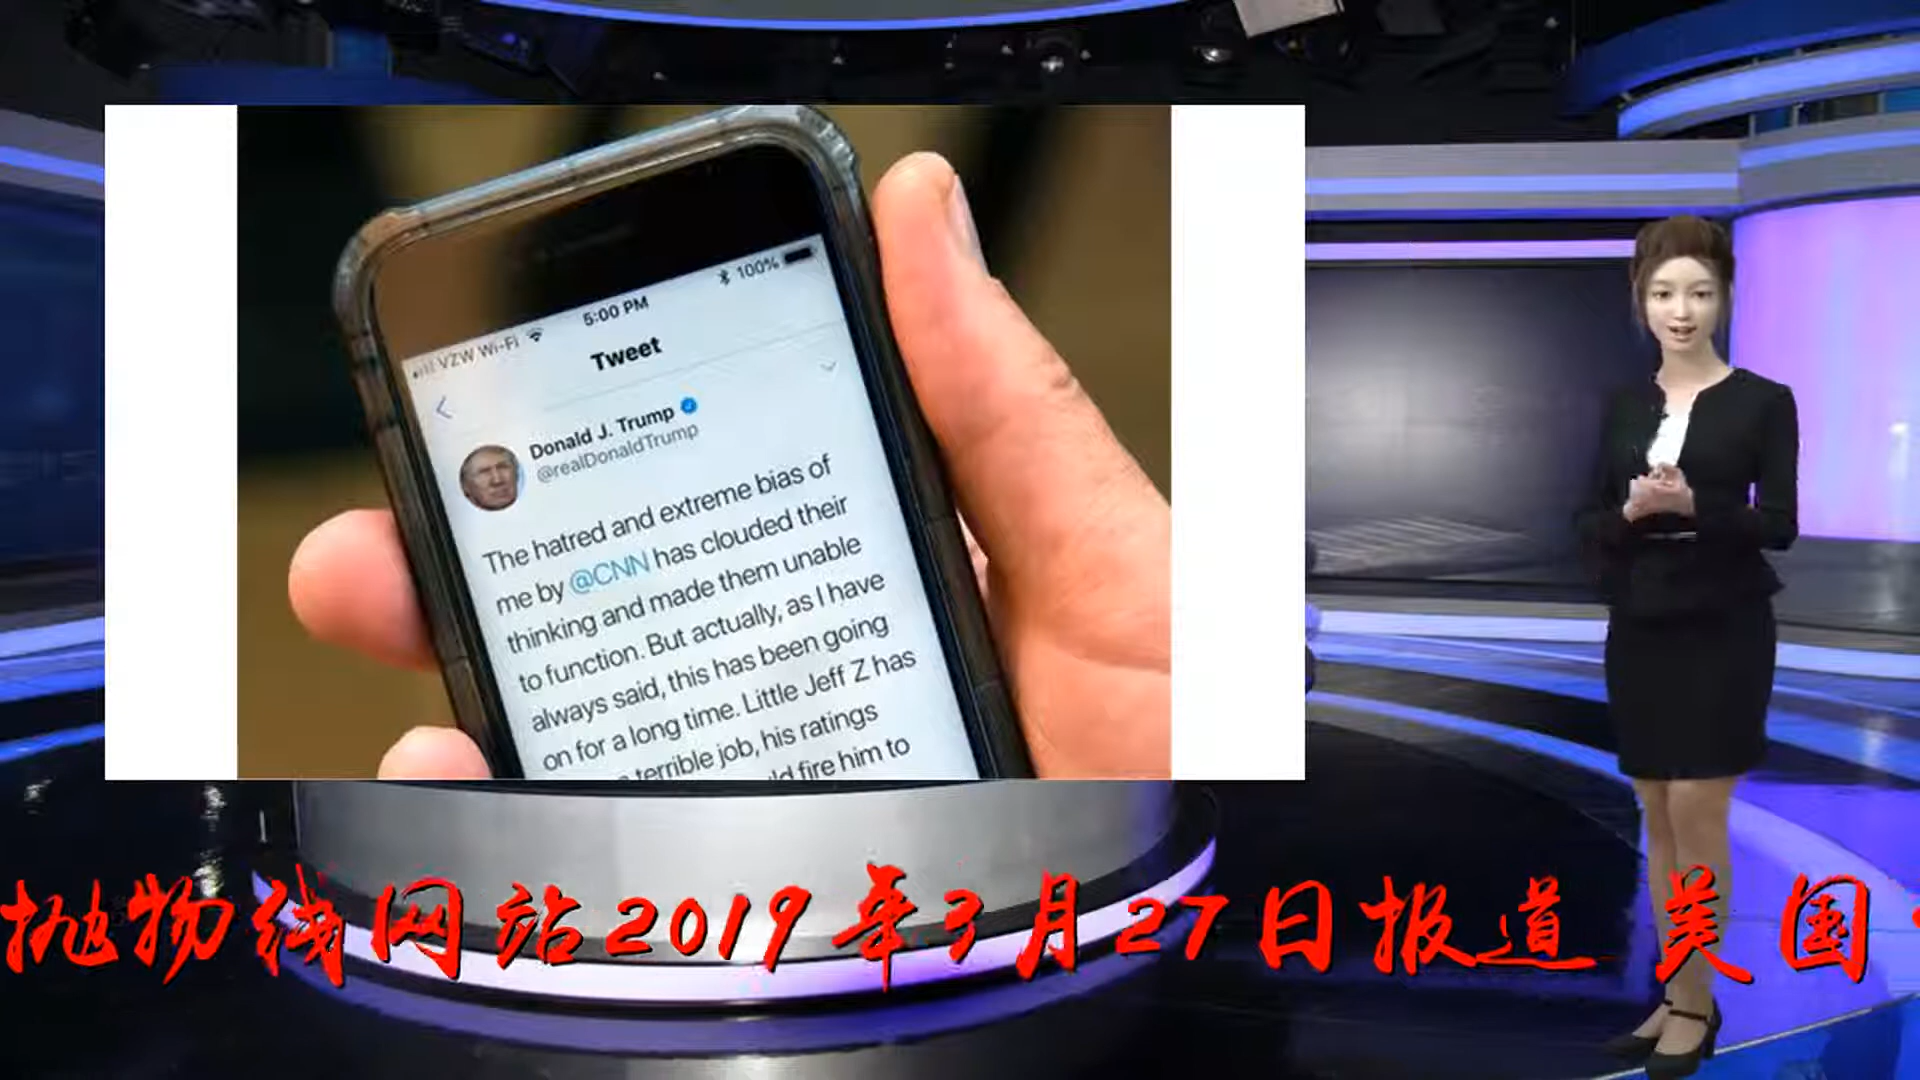 VZW Wi-Fi 5:00 PM 100%
Tweet
Donald J. Trump
@realDonaldTrump
The hatred and extreme bias of
me by @CNN has clouded their
thinking and made them unable
to function. But actually, as I have
always said, this has been going
on for a long time. Little Jeff Z has
terrible job, his ratings
fire him to
抛物线网站2019年3月27日报道 美国